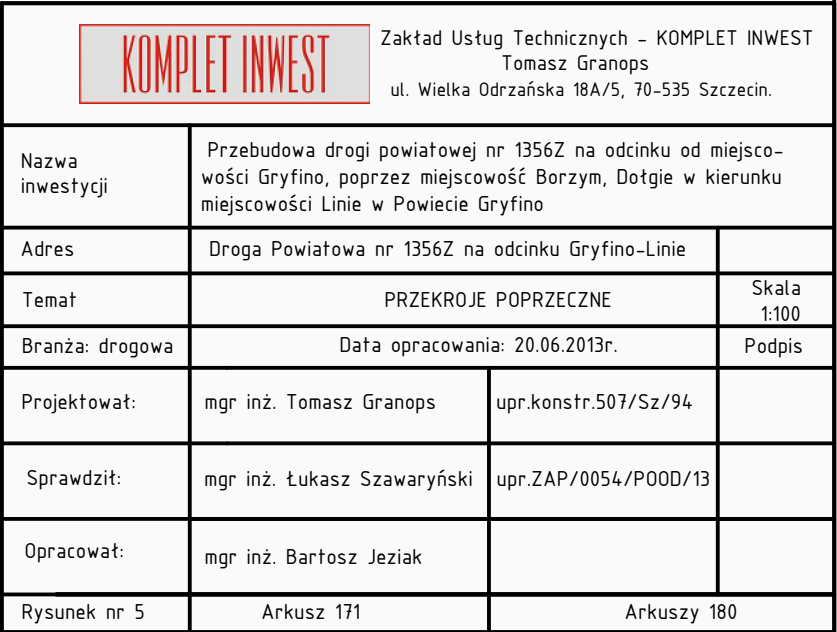 KOMPLET INWEST
Zakład Usług Technicznych - KOMPLET INWEST
Tomasz Granops
ul. Wielka Odrzańska 18A/5, 70-535 Szczecin.
Nazwa
inwestycji
Przebudowa drogi powiatowej nr 1356Z na odcinku od miejsco-
wości Gryfino, poprzez miejscowość Borzym, Dołgie w kierunku
miejscowości Linie w Powiecie Gryfino
Adres
Droga Powiatowa nr 1356Z na odcinku Gryfino-Linie
Temat
PRZEKROJE POPRZECZNE
Skala
1:100
Branża: drogowa
Data opracowania: 20.06.2013r.
Podpis
Projektował:
mgr inż. Tomasz Granops
upr.konstr.507/Sz/94
Sprawdził:
mgr inż. Łukasz Szawaryński
upr.ZAP/0054/POOD/13
Opracował:
mgr inż. Bartosz Jeziak
Rysunek nr 5
Arkusz 171
Arkuszy 180